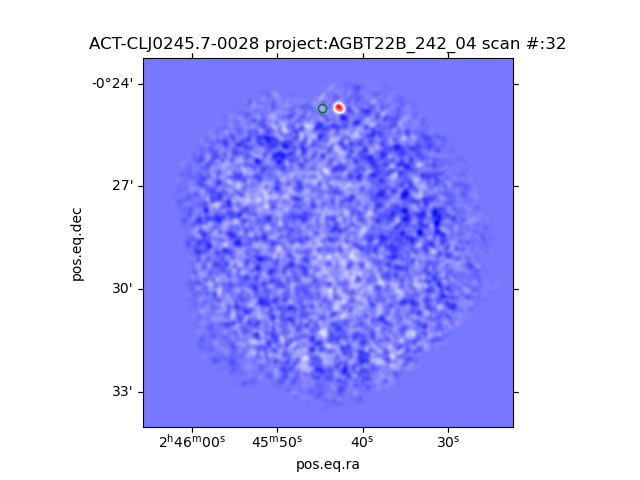 ACT-CLJ0245.7-0028 project:AGBT22B_242_04 scan #:32
-0°24'
27'
30'
33'
pos.eq.dec
2h46m00s 45m50s 40s 30s
pos.eq.ra